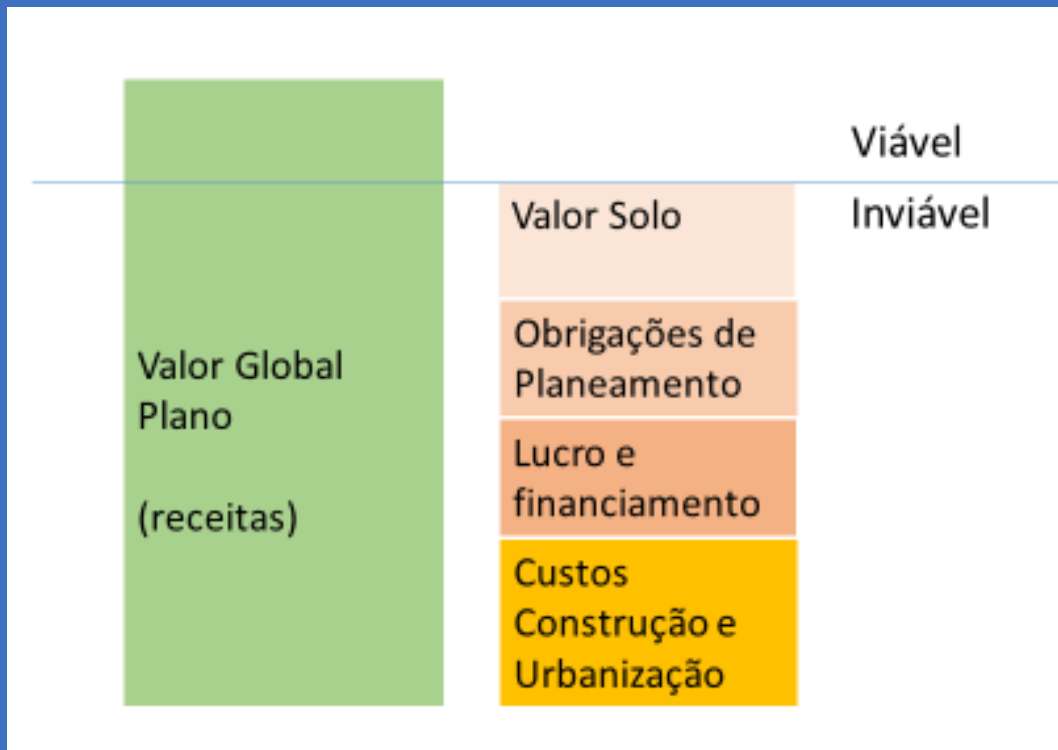 Viável
Valor Solo
Inviável
Obrigações de
Planeamento
Valor Global
Plano
(receitas)
Lucro e
financiamento
Custos
Construção e
Urbanização